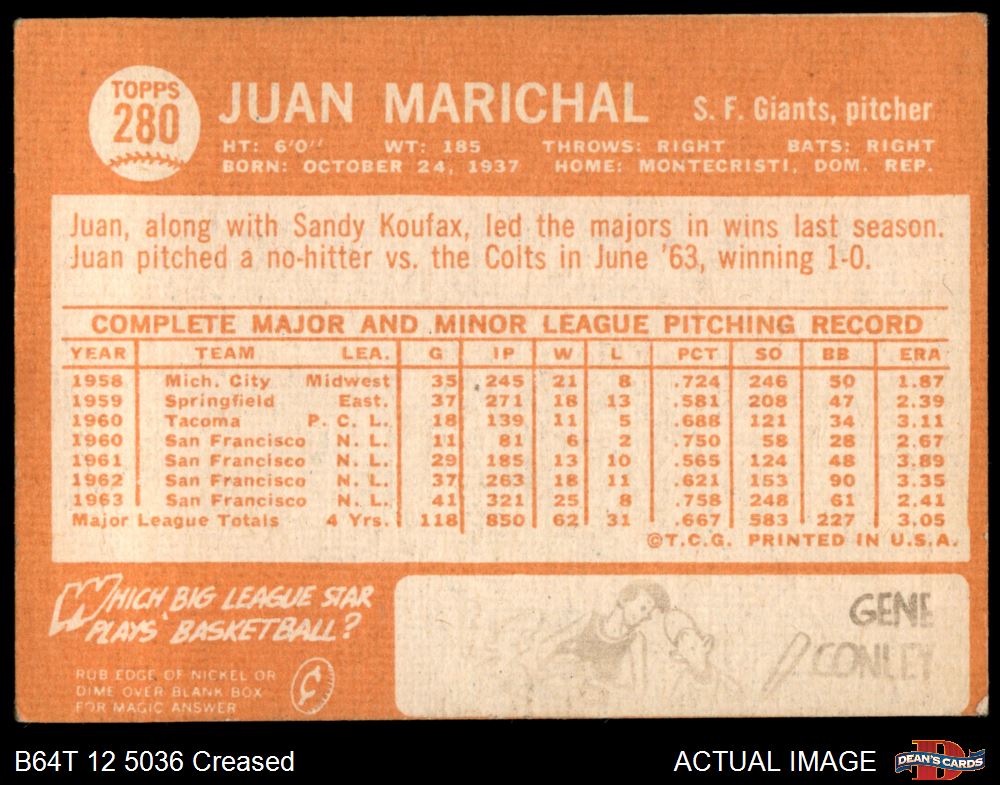 TOPPS
280
JUAN MARICHAL S. F. Giants, pitcher
HT: 6'0" WT: 185 THROWS: RIGHT BATS: RIGHT
BORN: OCTOBER 24, 1937 HOME: MONTECRISTI, DOM. REP.
Juan, along with Sandy Koufax, led the majors in wins last season.
Juan pitched a no-hitter vs. the Colts in June '63, winning 1-0.
COMPLETE MAJOR AND MINOR LEAGUE PITCHING RECORD
YEAR TEAM LEA. G IP W L PCT SO BB ERA
1958 Mich. City Midwest 35 245 21 8 .724 246 50 1.87
1959 Springfield East. 37 271 18 13 .581 208 47 2.39
1960 Tacoma P. C. L. 18 139 11 5 .688 121 34 3.11
1960 San Francisco N. L. 11 81 6 2 .750 58 28 2.67
1961 San Francisco N. L. 29 185 13 10 .565 124 48 3.89
1962 San Francisco N. L. 37 263 18 11 .621 153 90 3.35
1963 San Francisco N. L. 41 321 25 8 .758 248 61 2.41
Major League Totals 4 Yrs. 118 850 62 31 .667 583 227 3.05
©T.C.G. PRINTED IN U.S.A.
WHICH BIG LEAGUE STAR
PLAYS BASKETBALL?
RUB EDGE OF NICKEL OR
DIME OVER BLANK BOX
FOR MAGIC ANSWER
GENE
CONLEY
B64T 12 5036 Creased ACTUAL IMAGE
DEAN'S CARDS